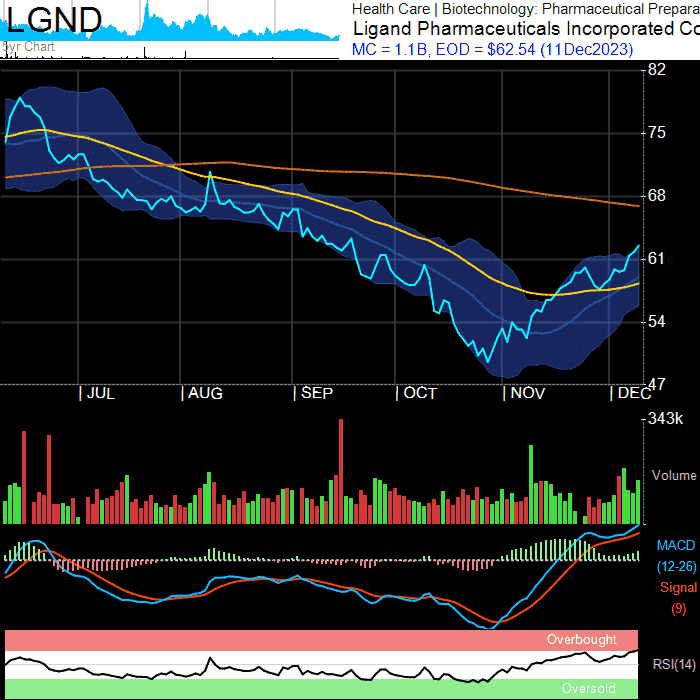 LGND
5yr Chart
Health Care | Biotechnology: Pharmaceutical Prepara
Ligand Pharmaceuticals Incorporated Co
MC = 1.1B, EOD = $62.54 (11Dec2023)
82
75
68
61
54
47
| JUL | AUG | SEP | OCT | NOV | DEC
343k
Volume
MACD
(12-26)
Signal
(9)
Overbought
RSI(14)
Oversold